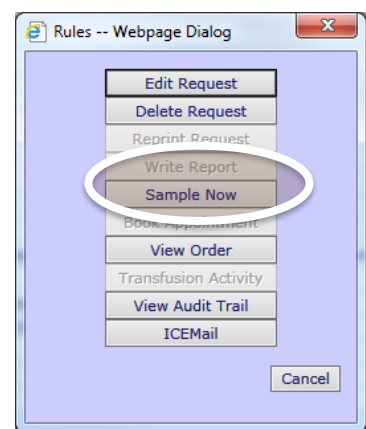 Rules -- Webpage Dialog
Edit Request
Delete Request
Reprint Request
Write Report
Sample Now
Book Appointment
View Order
Transfusion Activity
View Audit Trail
ICEMail
Cancel